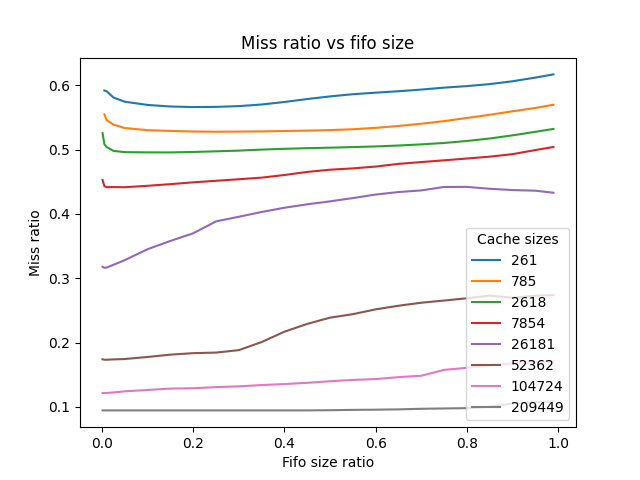 Miss ratio vs fifo size
Miss ratio
0.6
0.5
0.4
0.3
0.2
0.1
Cache sizes
261
785
2618
7854
26181
52362
104724
209449
0.0 0.2 0.4 0.6 0.8 1.0
Fifo size ratio